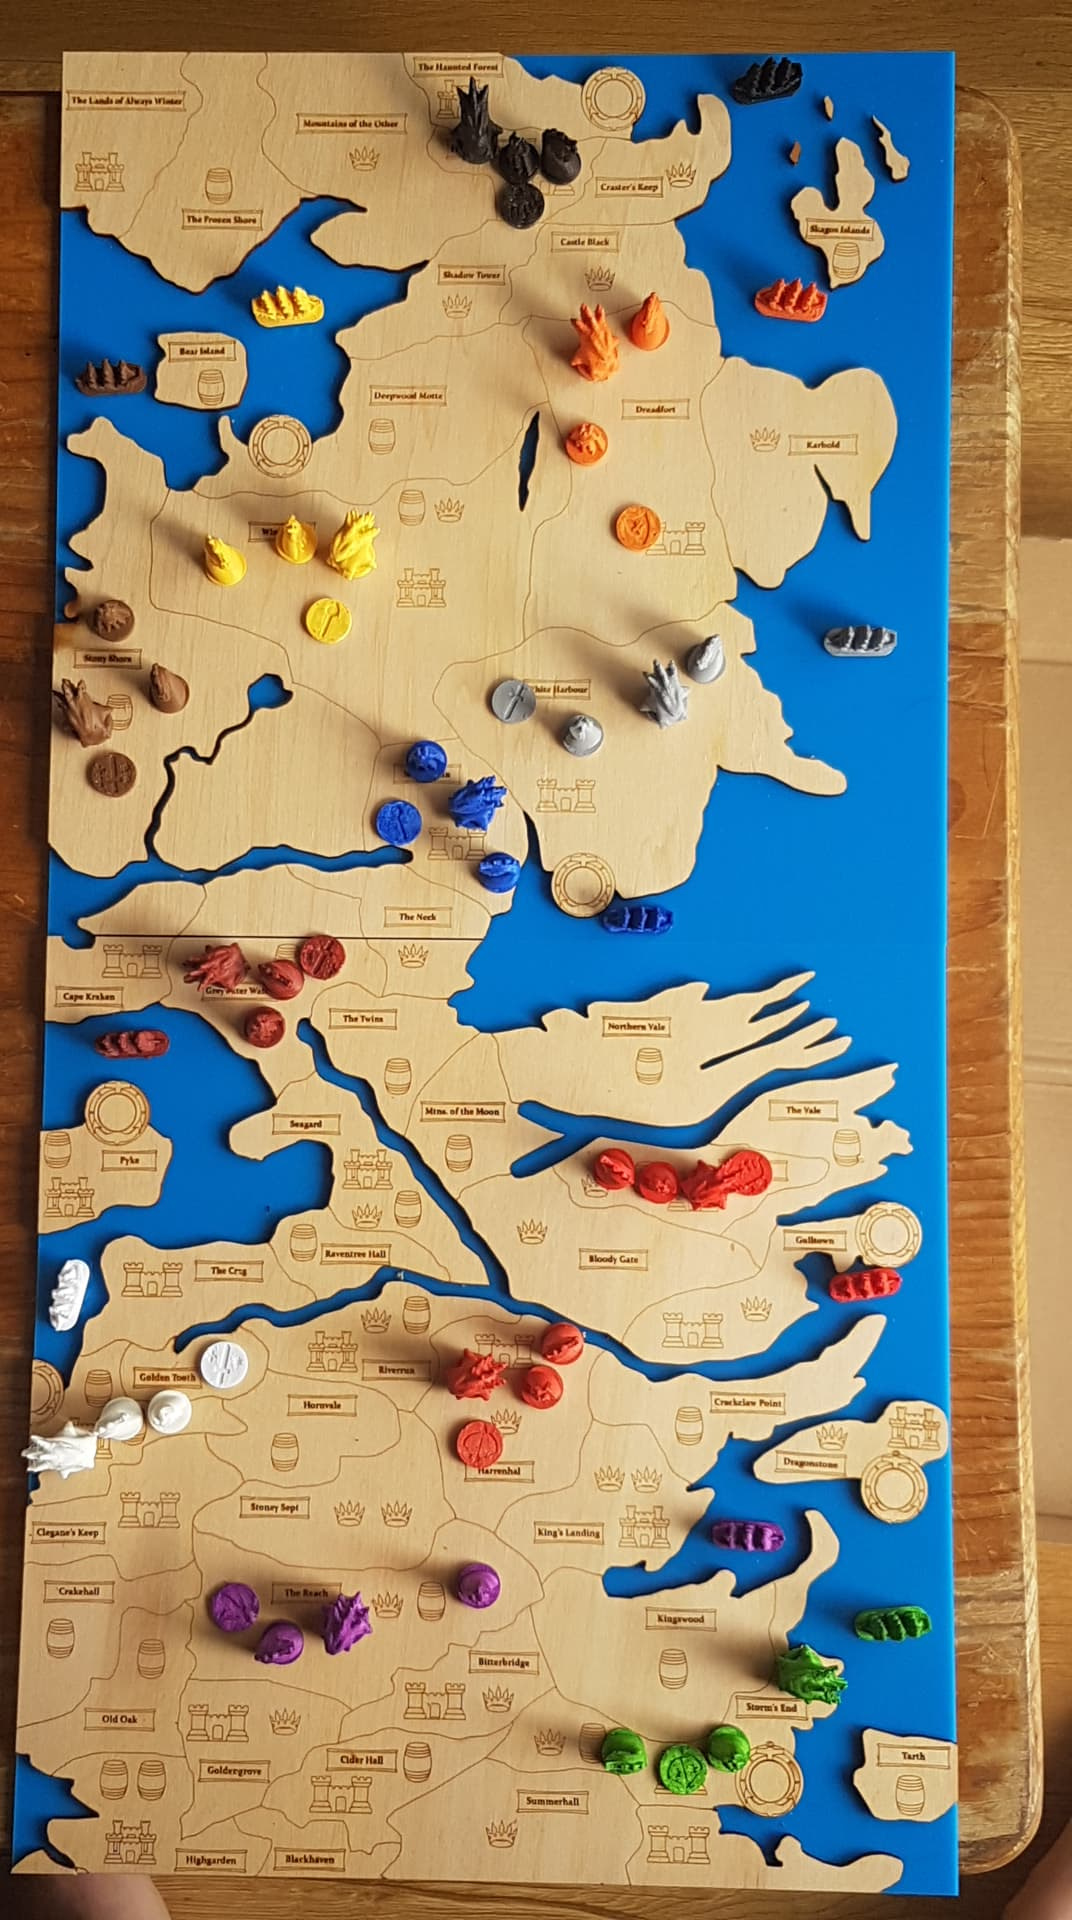 The Haunted Forest
The Lands of Always Winter
Mountains of the Other
Craster's Keep
The Frozen Shore
Skagos Islands
Castle Black
Shadow Tower
Bear Island
Deepwood Motte
Dreadfort
Karhold
Stony Shore
White Harbour
The Neck
Cape Kraken
The Twins
Northern Vale
Mtns. of the Moon
The Vale
Seagard
Pyke
Gulltown
Raventree Hall
Bloody Gate
The Crag
Riverrun
Golden Tooth
Hornvale
Crackclaw Point
Dragonstone
Harrenhal
Stoney Sept
Clegane's Keep
King's Landing
Crakehall
The Reach
Kingswood
Bitterbridge
Storm's End
Old Oak
Tarth
Cider Hall
Goldengrove
Summerhall
Highgarden
Blackhaven